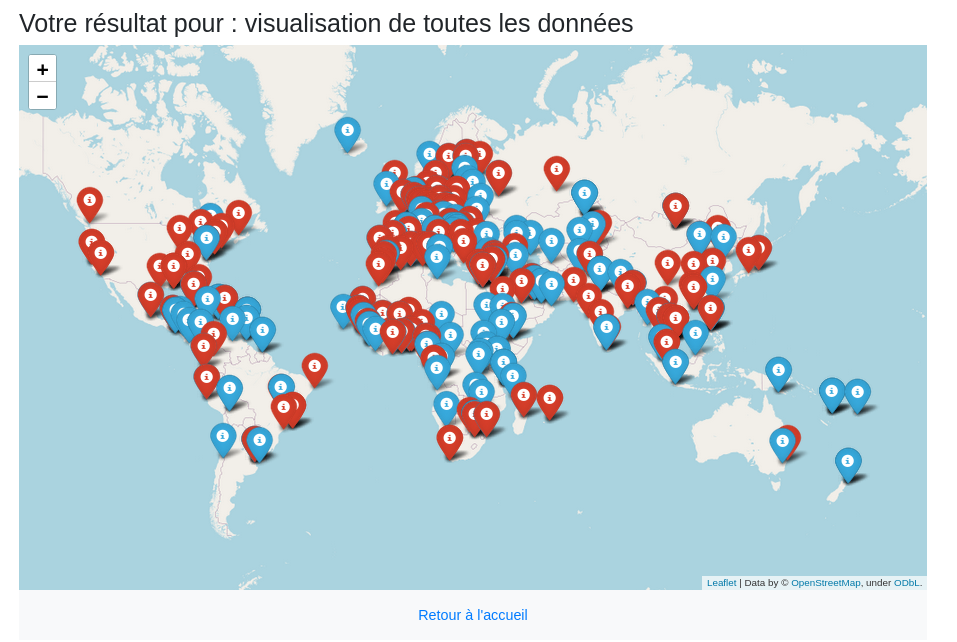 Votre résultat pour : visualisation de toutes les données
+
−
Leaflet | Data by © OpenStreetMap, under ODbL.
Retour à l'accueil